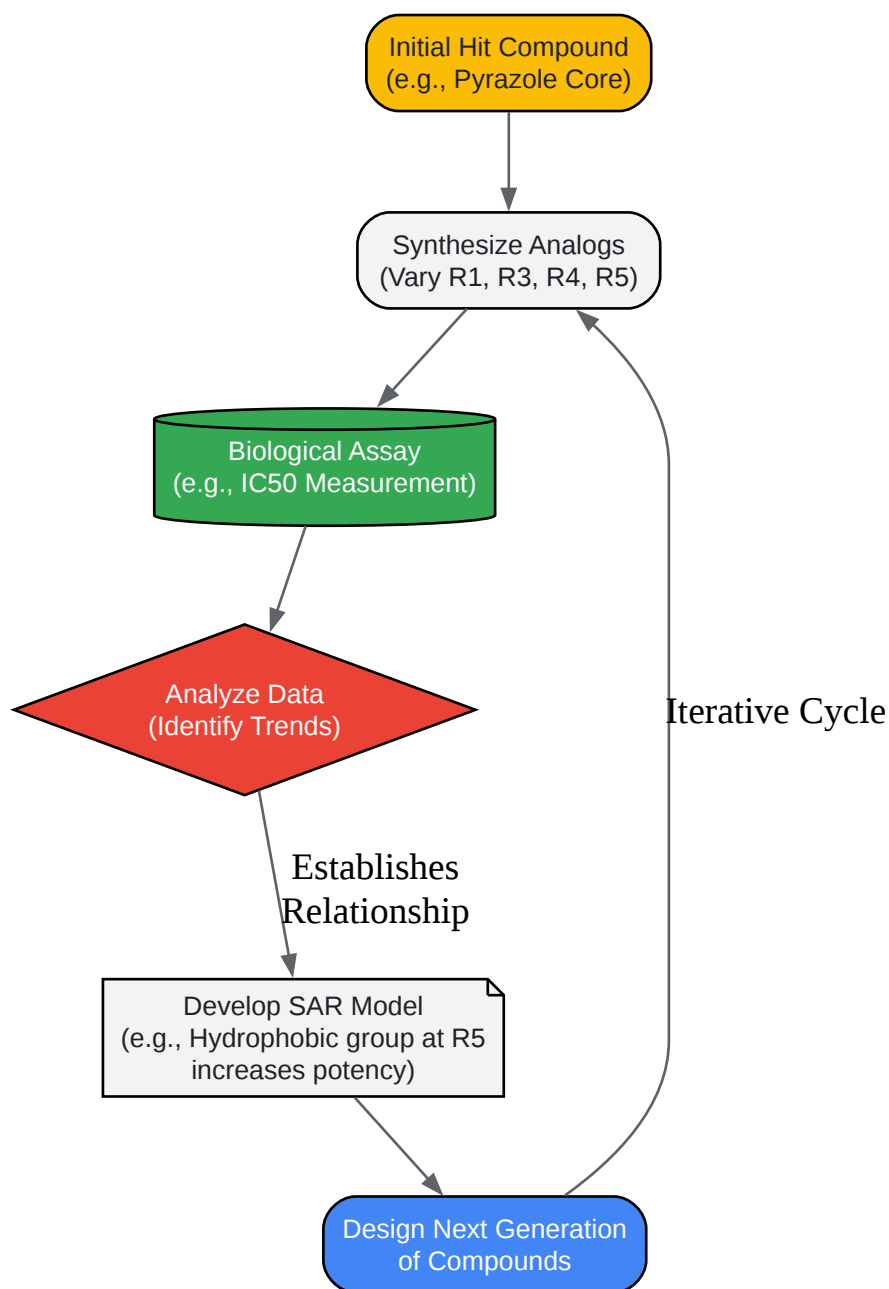 Initial Hit Compound
(e.g., Pyrazole Core)
Synthesize Analogs
(Vary R1, R3, R4, R5)
Biological Assay
(e.g., IC50 Measurement)
Analyze Data
(Identify Trends)
Iterative Cycle
Establishes
Relationship
Develop SAR Model
(e.g., Hydrophobic group at R5
increases potency)
Design Next Generation
of Compounds